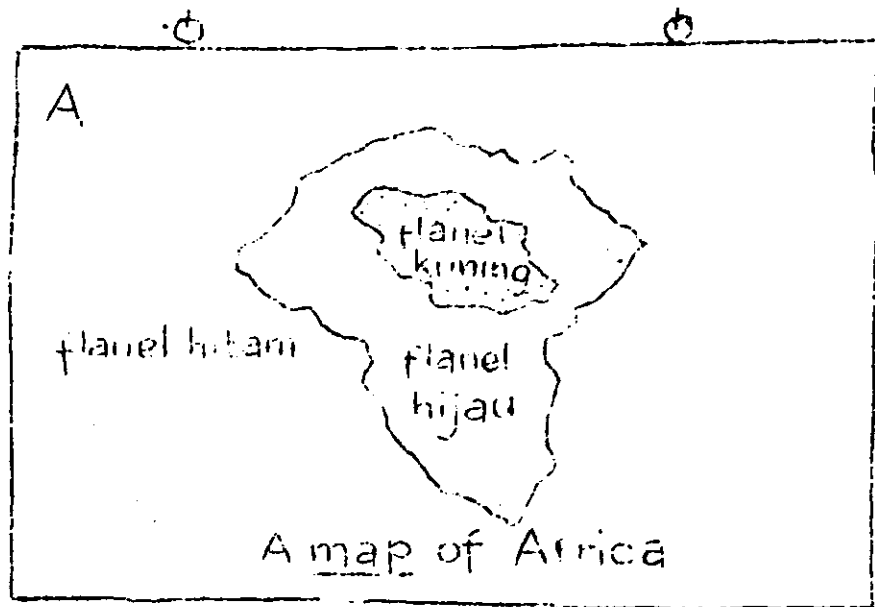 A
flanel
kuning
flanel hitam
flanel
hijau
A map of Africa